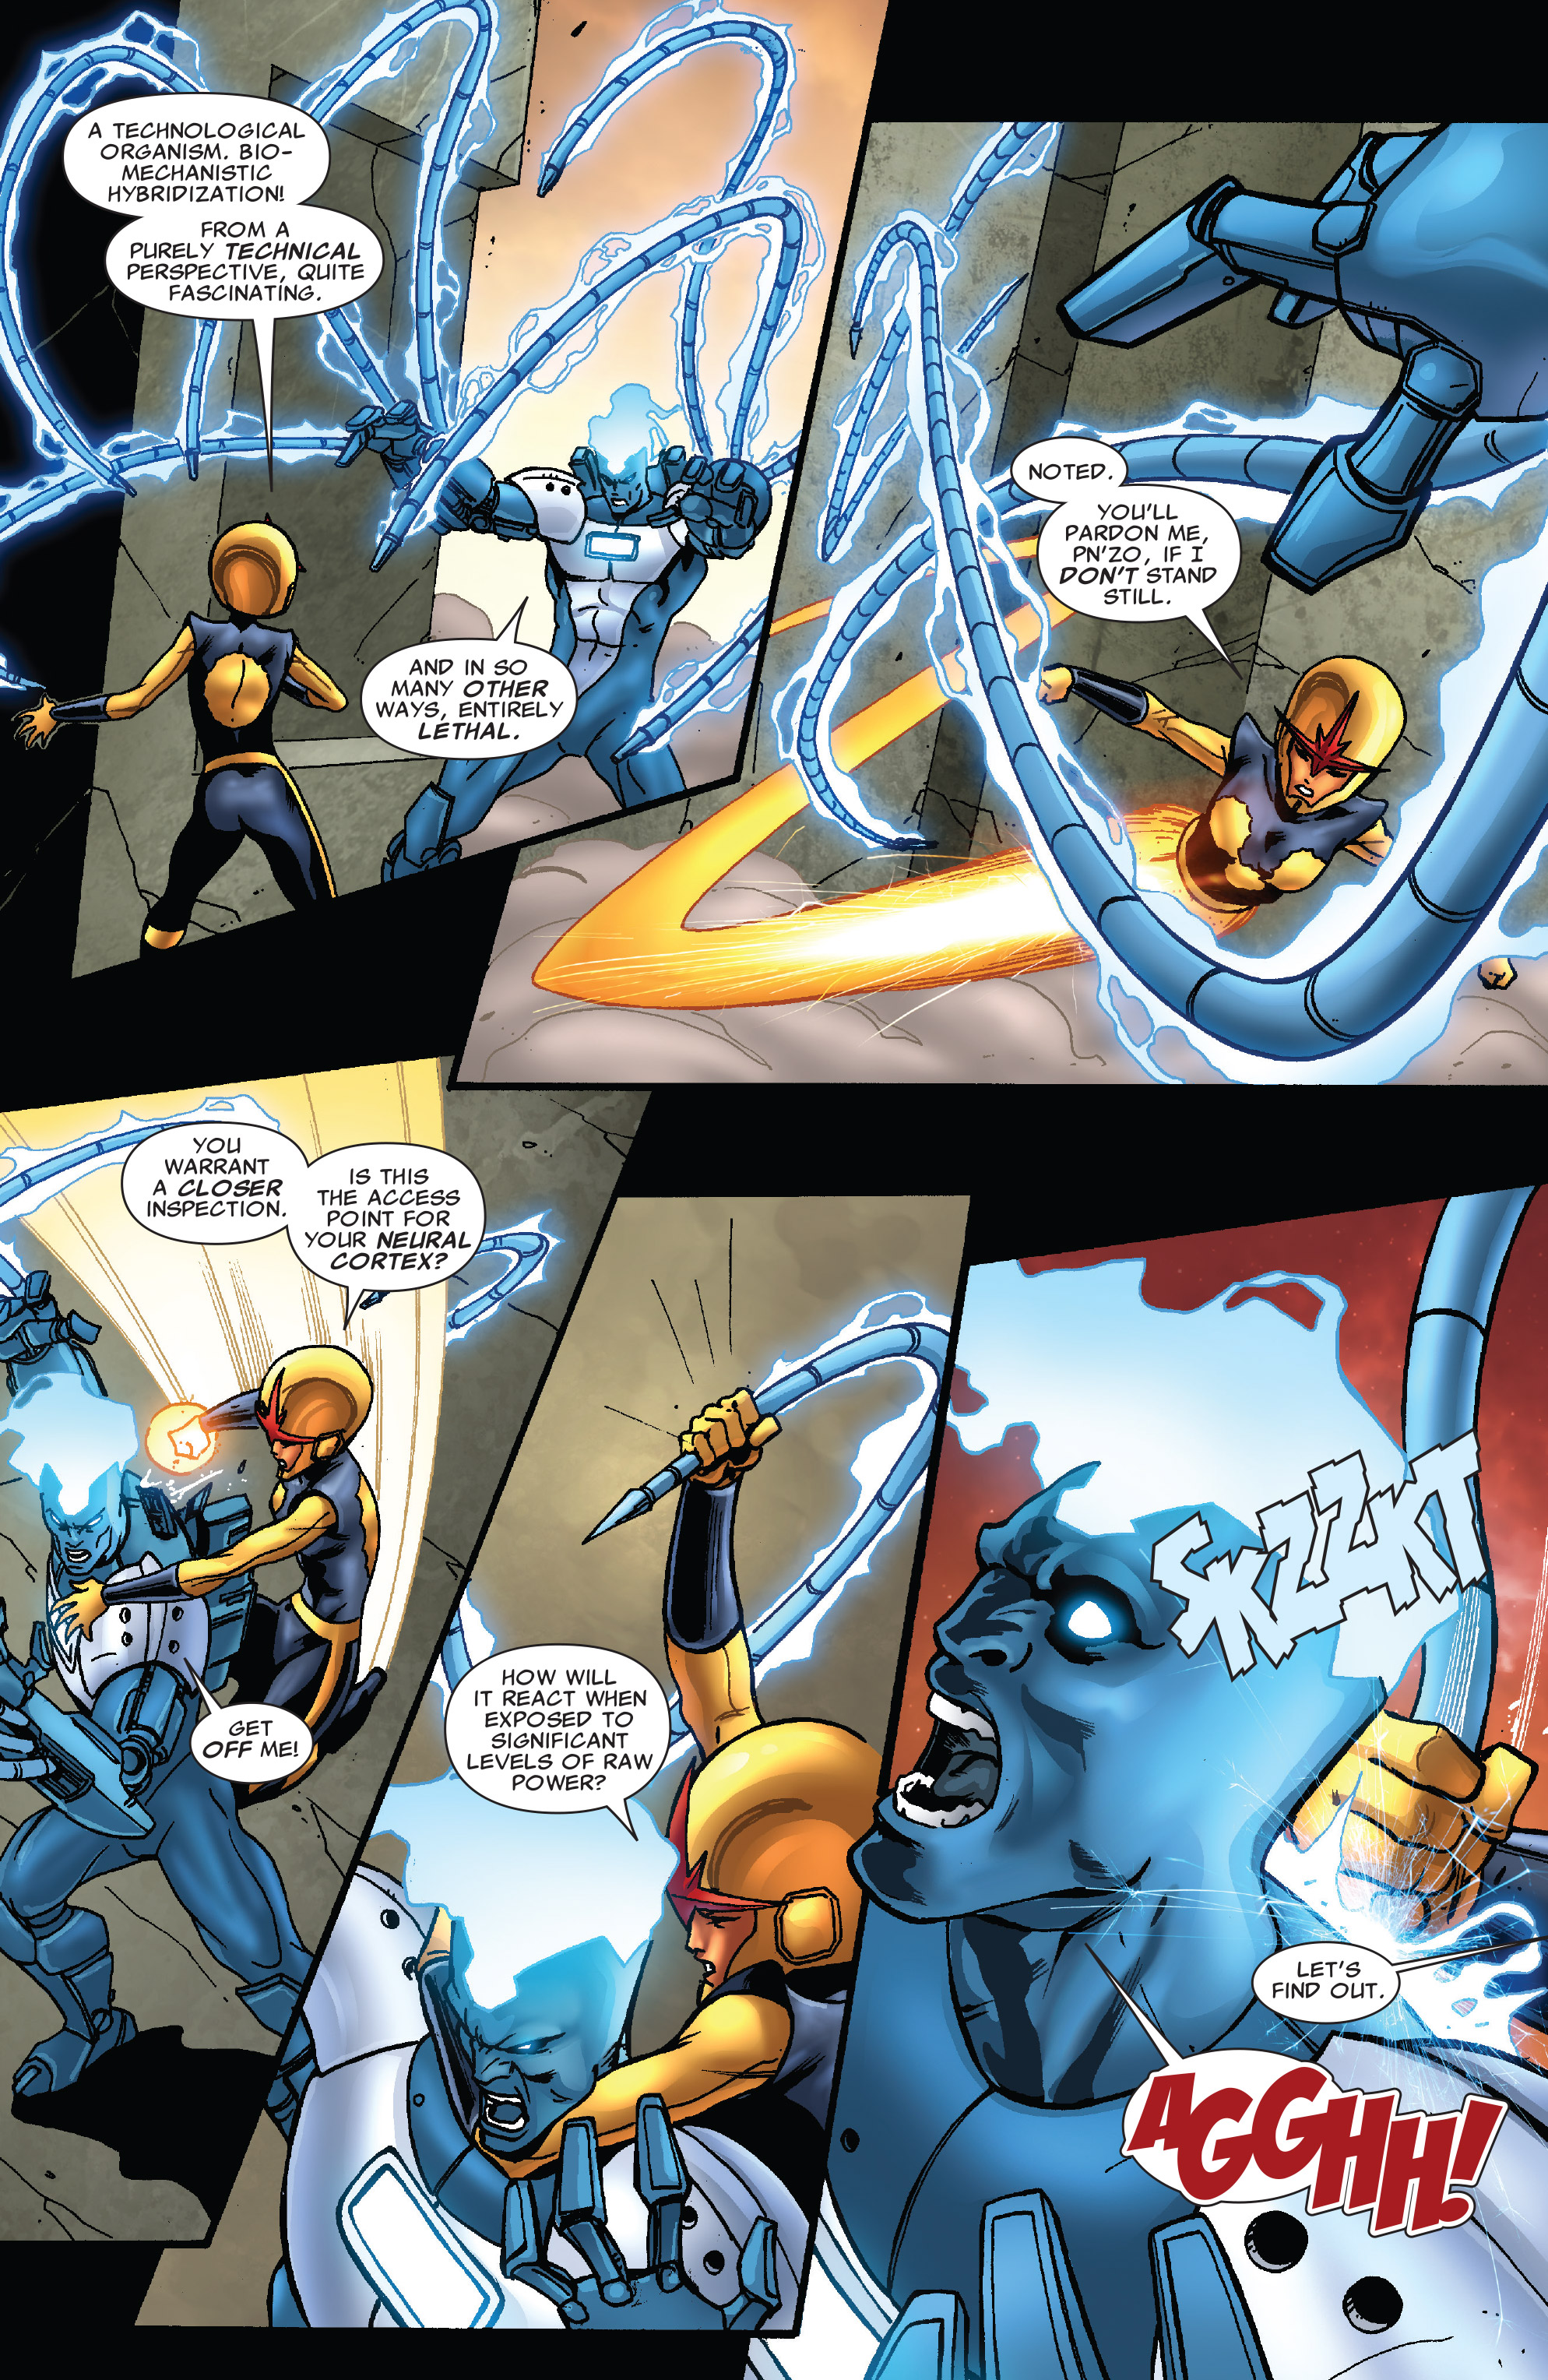 A TECHNOLOGICAL
ORGANISM. BIO-
MECHANISTIC
HYBRIDIZATION!
FROM A
PURELY TECHNICAL
PERSPECTIVE, QUITE
FASCINATING.
AND IN SO
MANY OTHER
WAYS, ENTIRELY
LETHAL.
NOTED.
YOU'LL
PARDON ME,
PN'ZO, IF I
DON'T STAND
STILL.
YOU
WARRANT
A CLOSER
INSPECTION.
IS THIS
THE ACCESS
POINT FOR
YOUR NEURAL
CORTEX?
GET
OFF ME!
HOW WILL
IT REACT WHEN
EXPOSED TO
SIGNIFICANT
LEVELS OF RAW
POWER?
SKZZZKT
LET'S
FIND OUT.
AGGHH!